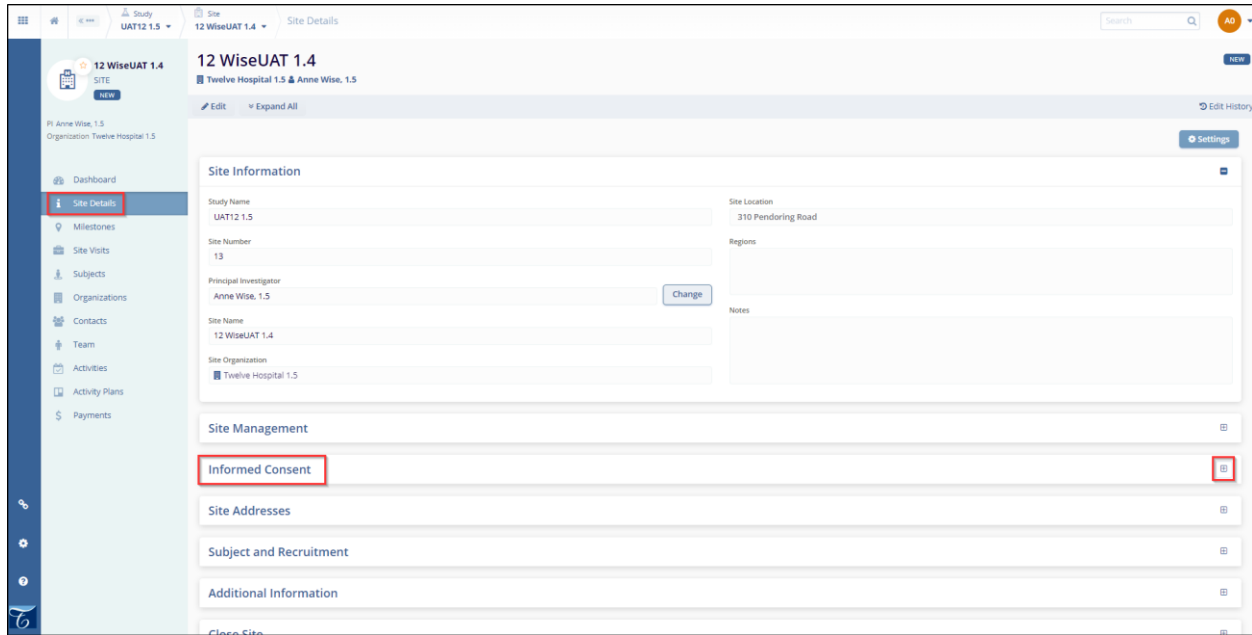 Study
UAT12 1.5
Site
12 WiseUAT 1.4
Site Details
Search
A0
12 WiseUAT 1.4
SITE
NEW
PI Anne Wise, 1.5
Organization Twelve Hospital 1.5
Dashboard
Site Details
Milestones
Site Visits
Subjects
Organizations
Contacts
Team
Activities
Activity Plans
Payments
12 WiseUAT 1.4
Twelve Hospital 1.5 Anne Wise, 1.5
NEW
Edit Expand All
Edit History
Settings
Site Information
Study Name
UAT12 1.5
Site Number
13
Principal Investigator
Anne Wise, 1.5
Change
Site Name
12 WiseUAT 1.4
Site Organization
Twelve Hospital 1.5
Site Location
310 Pendoring Road
Regions
Notes
Site Management
Informed Consent
Site Addresses
Subject and Recruitment
Additional Information
Close Site